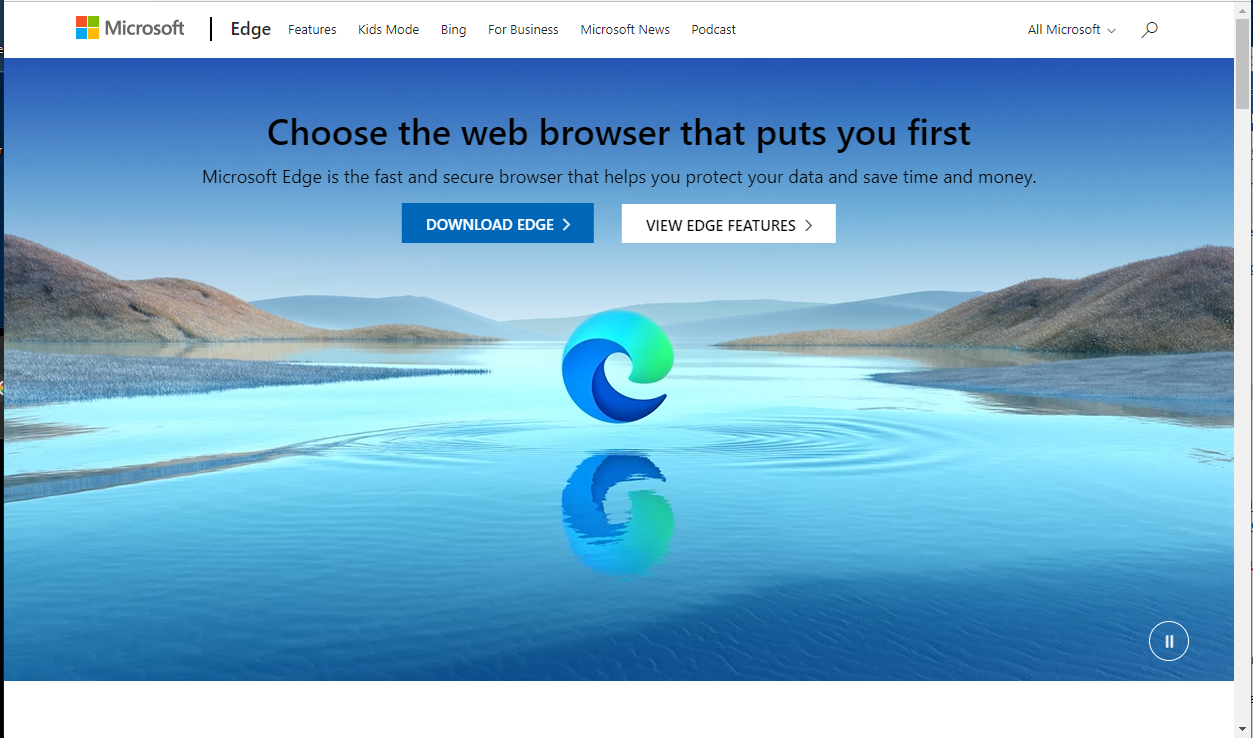 Microsoft Edge Features Kids Mode Bing For Business Microsoft News Podcast All Microsoft
Choose the web browser that puts you first
Microsoft Edge is the fast and secure browser that helps you protect your data and save time and money.
DOWNLOAD EDGE VIEW EDGE FEATURES